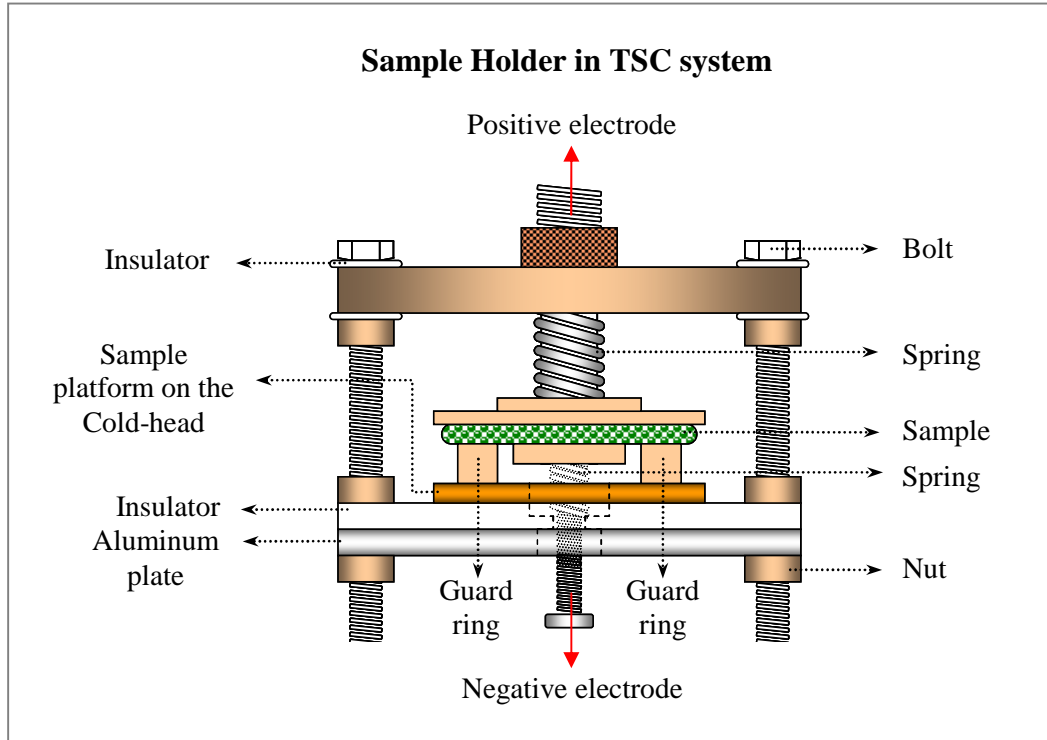 Sample Holder in TSC system
Positive electrode
Insulator
Bolt
Sample
platform on the
Cold-head
Spring
Sample
Spring
Insulator
Aluminum
plate
Guard
ring
Guard
ring
Nut
Negative electrode